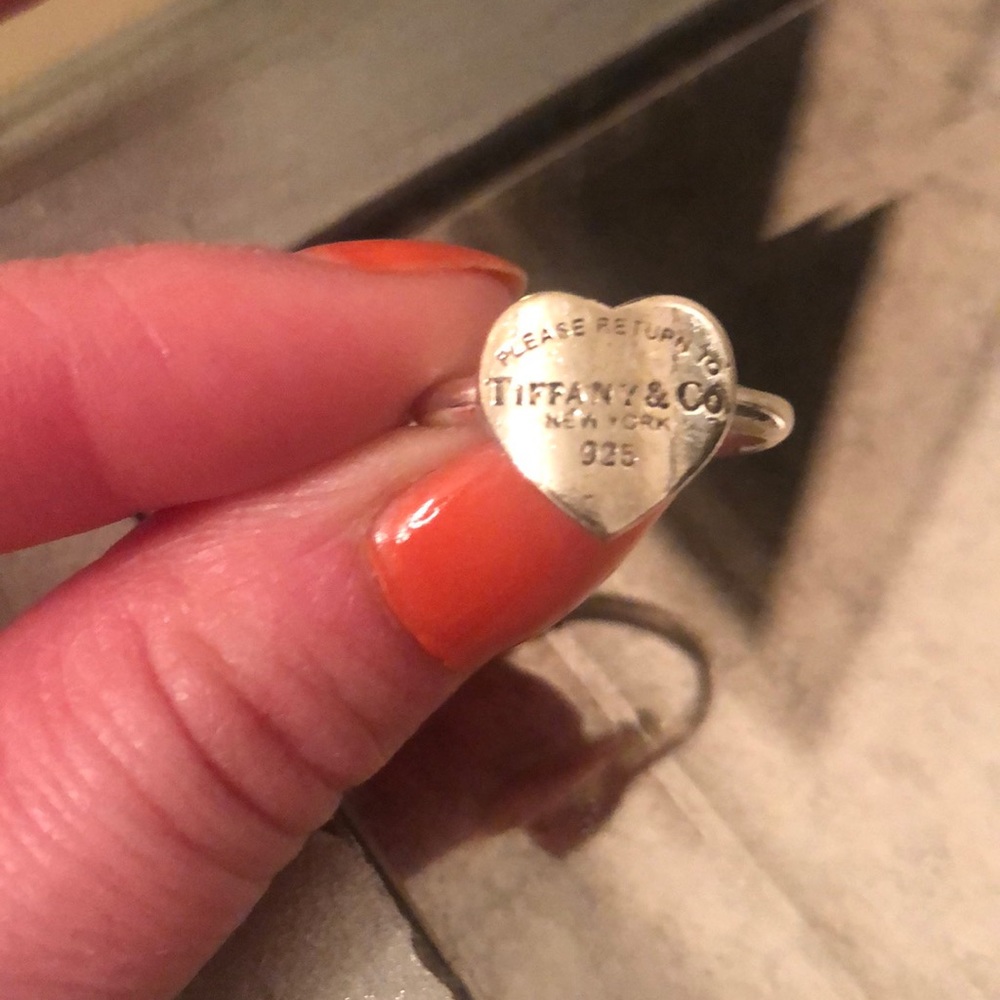 PLEASE RETURN TO
TIFFANY & CO
NEW YORK
925